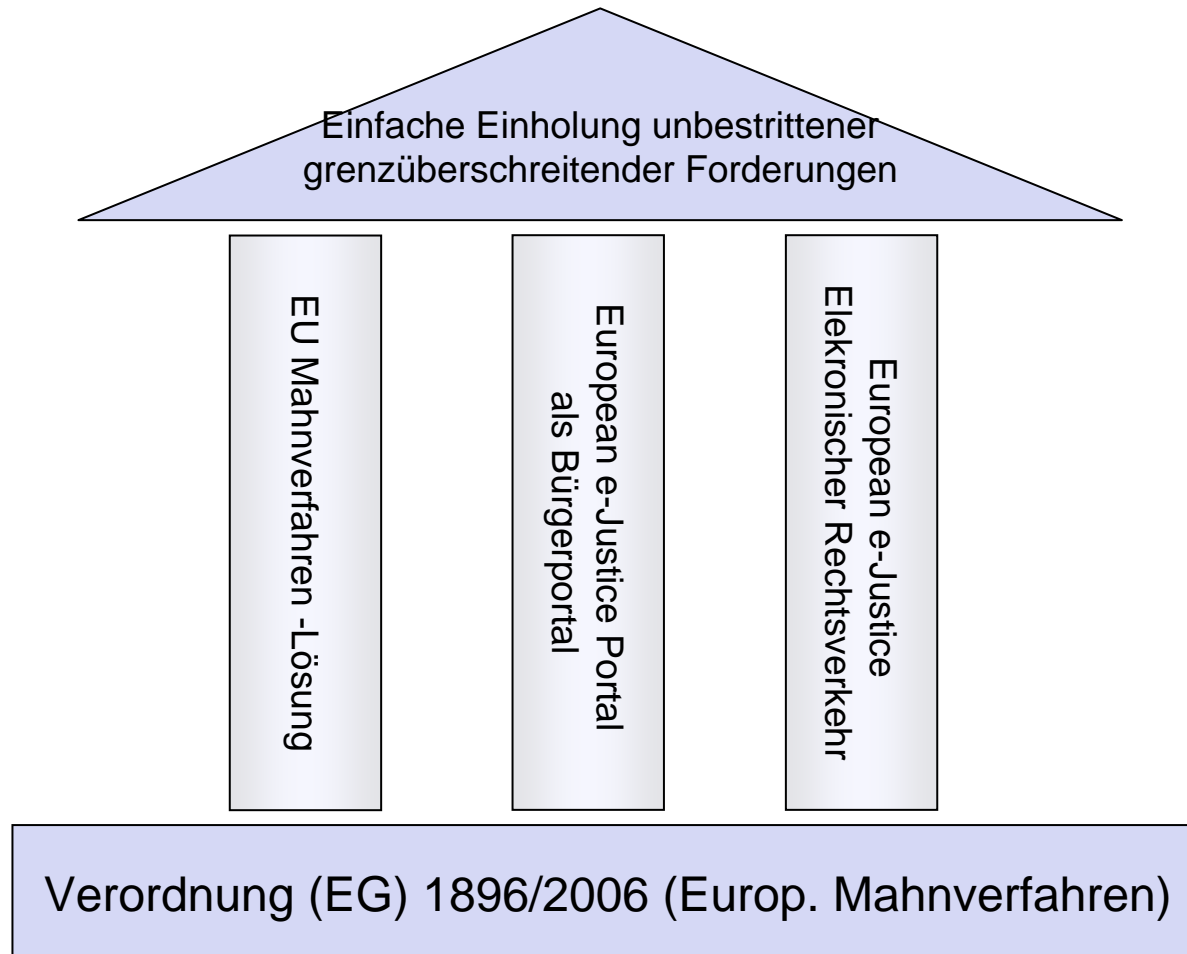 Einfache Einholung unbestrittener
grenzüberschreitender Forderungen
EU Mahnverfahren -Lösung
European e-Justice Portal
als Bürgerportal
European e-Justice
Elekronischer Rechtsverkehr
Verordnung (EG) 1896/2006 (Europ. Mahnverfahren)